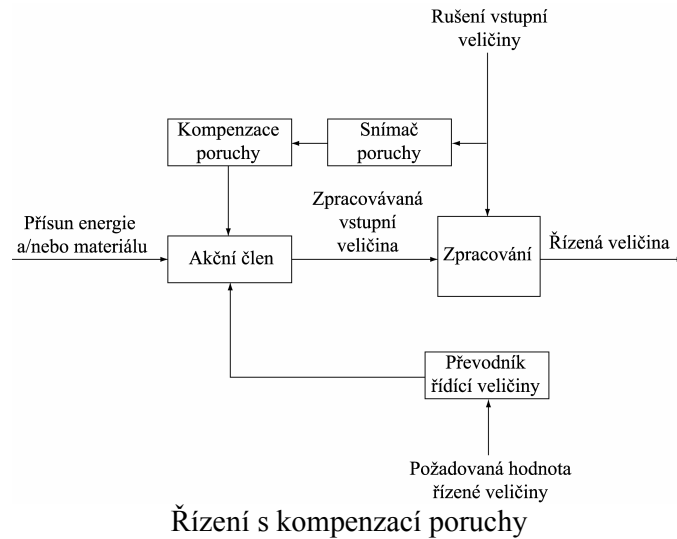 Rušení vstupní
veličiny
Kompenzace
poruchy
Snímač
poruchy
Přísun energie
a/nebo materiálu
Akční člen
Zpracovávaná
vstupní
veličina
Zpracování
Řízená veličina
Převodník
řídící veličiny
Požadovaná hodnota
řízené veličiny
Řízení s kompenzací poruchy